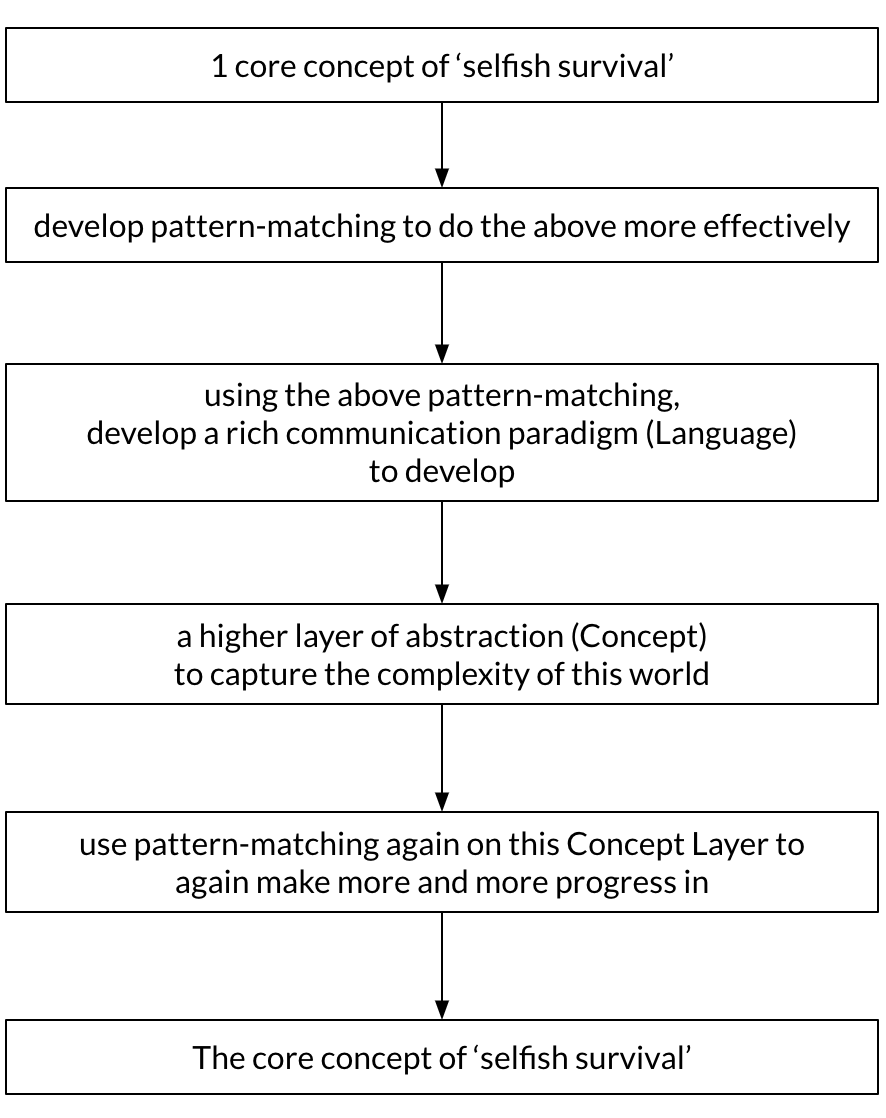 1 core concept of ‘selfish survival’
develop pattern-matching to do the above more effectively
using the above pattern-matching,
develop a rich communication paradigm (Language)
to develop
a higher layer of abstraction (Concept)
to capture the complexity of this world
use pattern-matching again on this Concept Layer to
again make more and more progress in
The core concept of ‘selfish survival’